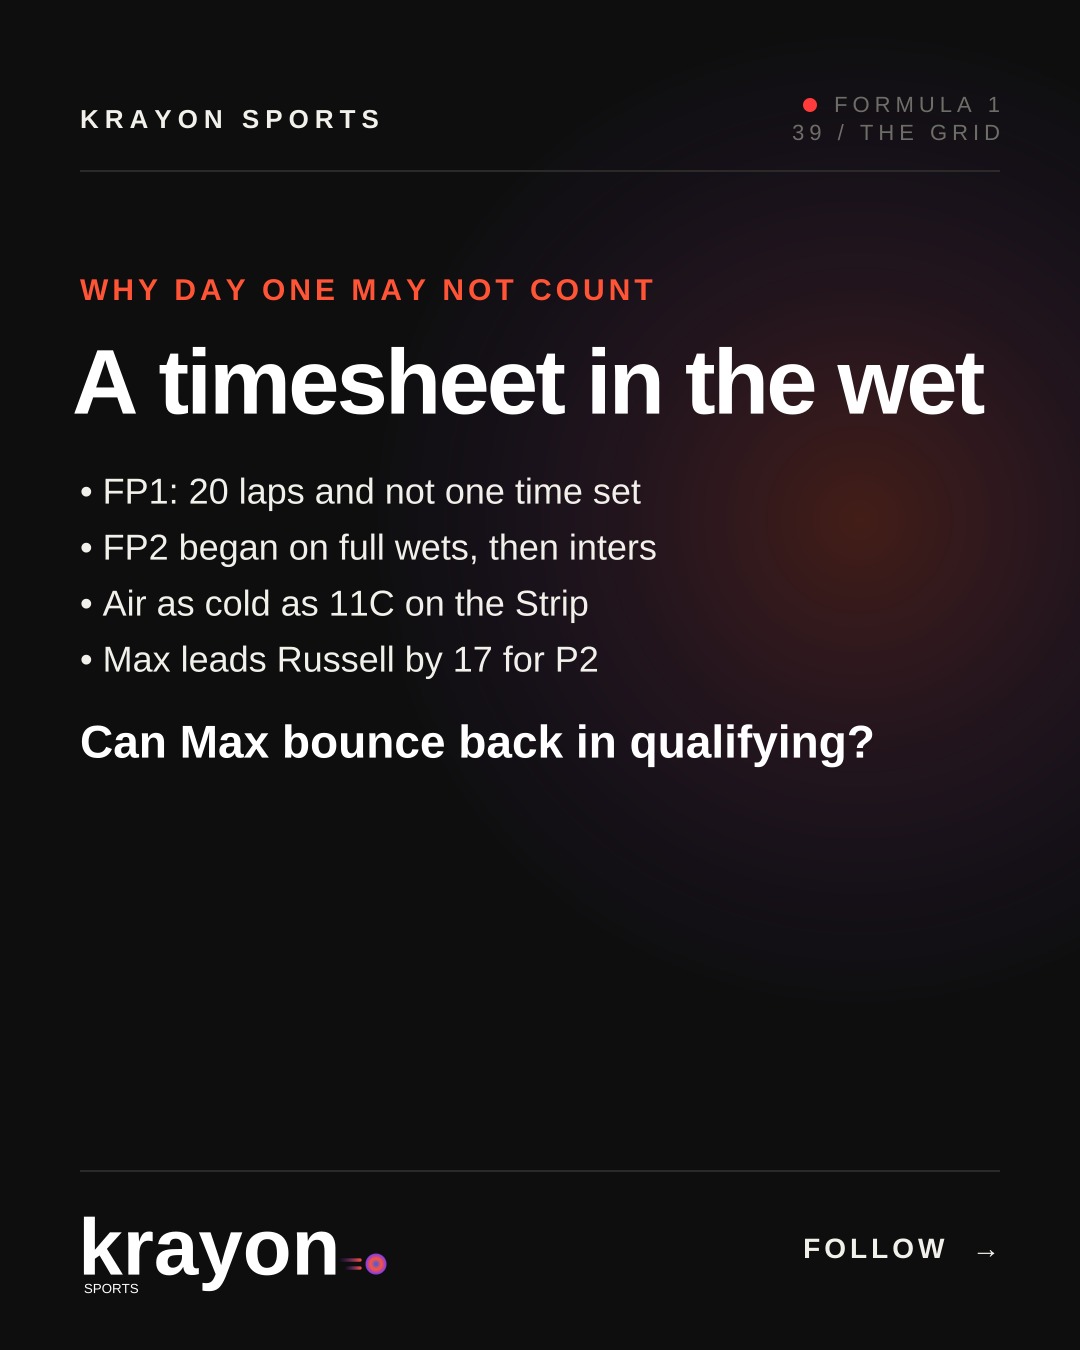 KRAYON SPORTS
FORMULA 1
39 / THE GRID
WHY DAY ONE MAY NOT COUNT
A timesheet in the wet
• FP1: 20 laps and not one time set
• FP2 began on full wets, then inters
• Air as cold as 11C on the Strip
• Max leads Russell by 17 for P2
Can Max bounce back in qualifying?
krayon
SPORTS
FOLLOW →